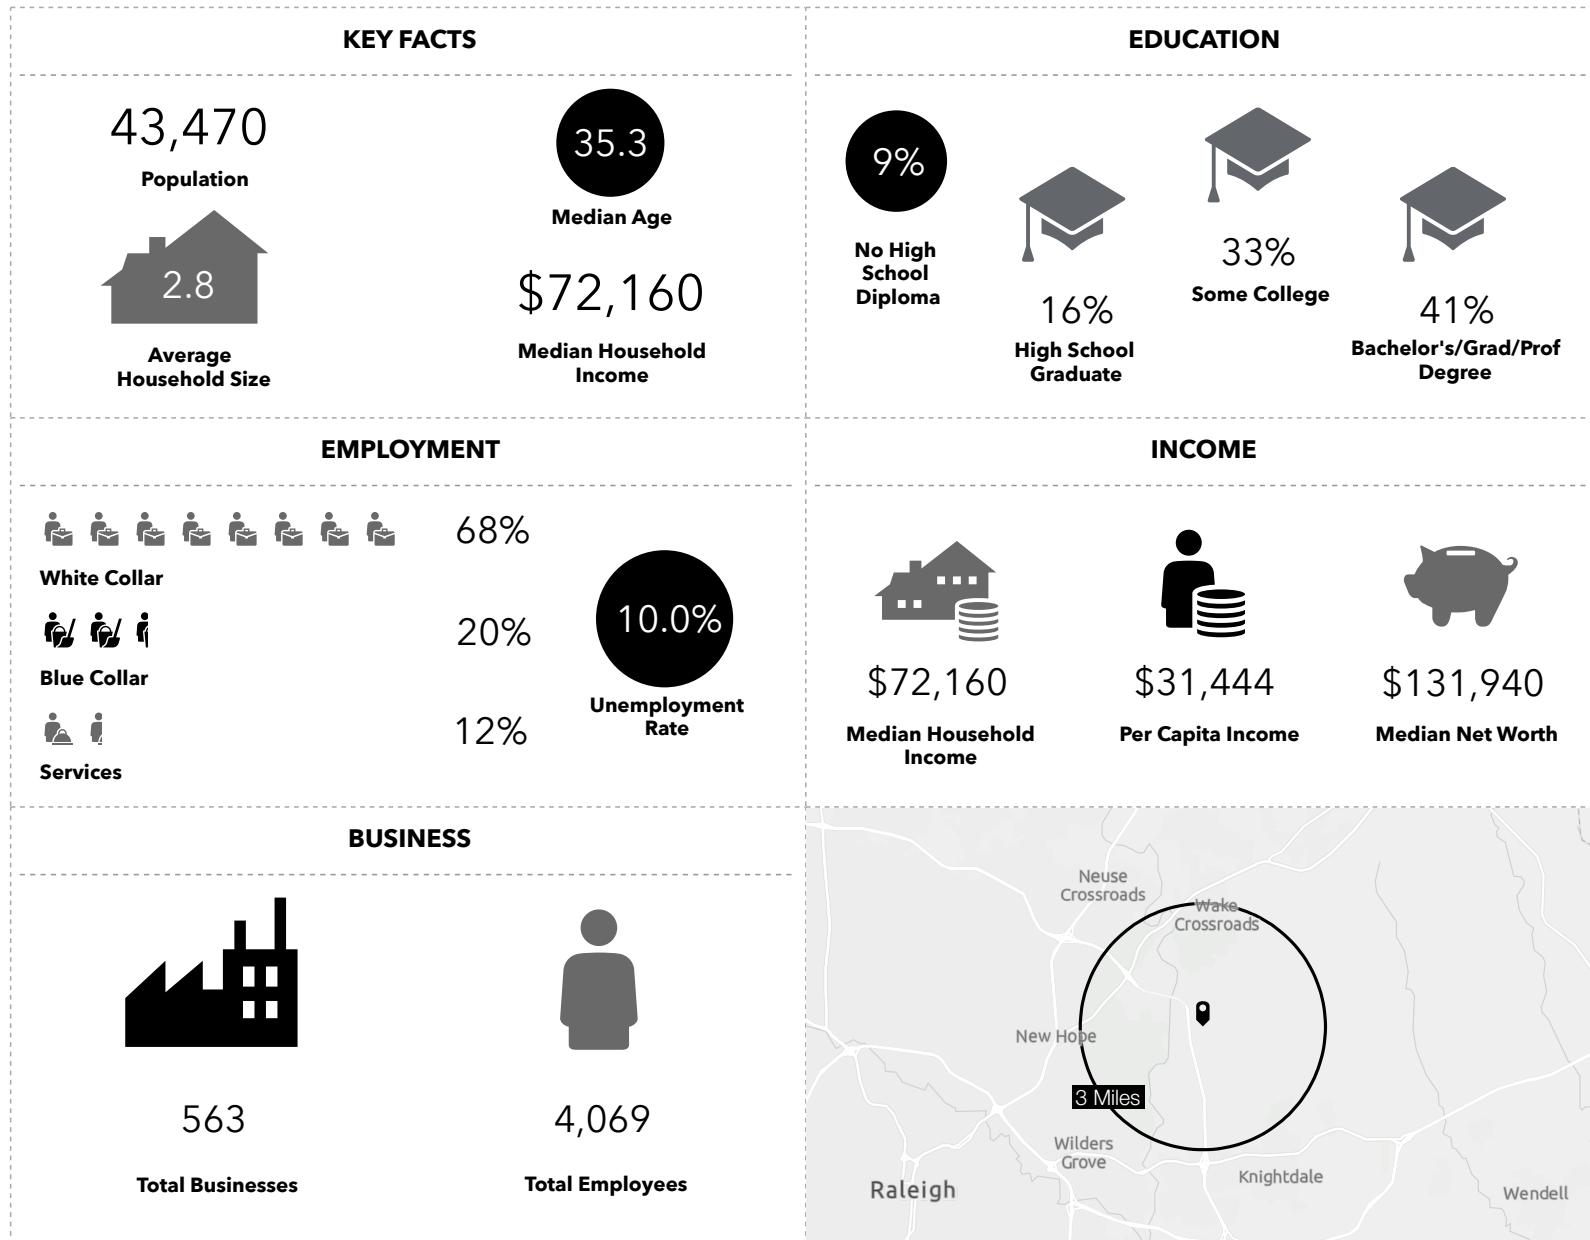 KEY FACTS
43,470
Population
35.3
Median Age
2.8
Average
Household Size
$72,160
Median Household
Income
EDUCATION
9%
No High
School
Diploma
16%
High School
Graduate
33%
Some College
41%
Bachelor's/Grad/Prof
Degree
EMPLOYMENT
68%
White Collar
20%
Blue Collar
12%
Services
10.0%
Unemployment
Rate
INCOME
$72,160
Median Household
Income
$31,444
Per Capita Income
$131,940
Median Net Worth
BUSINESS
563
Total Businesses
4,069
Total Employees
Neuse
Crossroads
Wake
Crossroads
New Hope
3 Miles
Wilders
Grove
Raleigh
Knightdale
Wendell